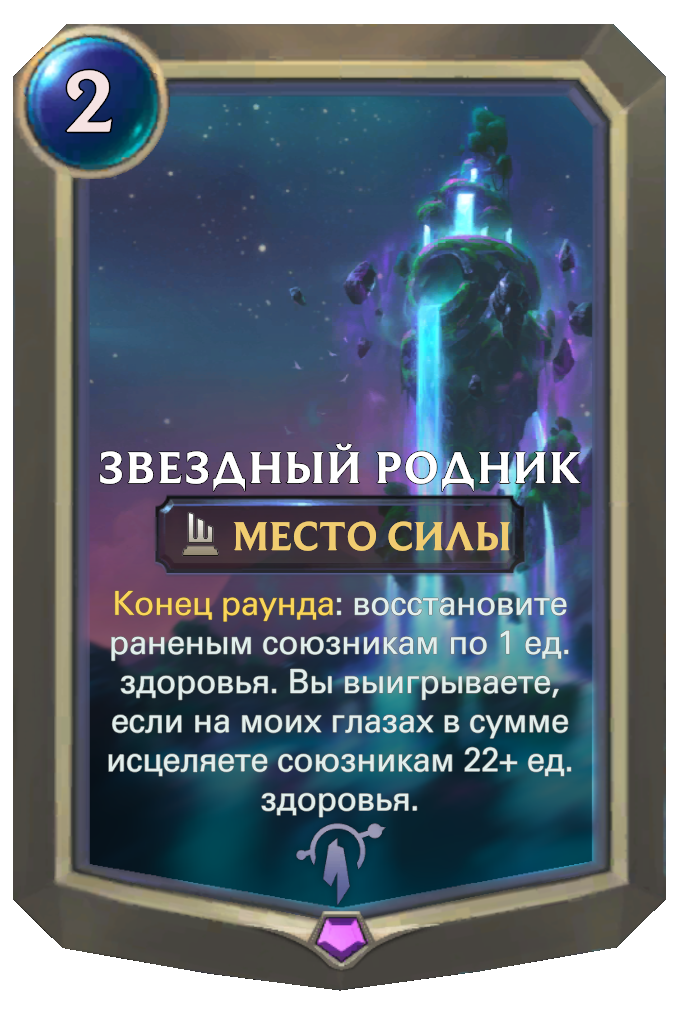 2
ЗВЕЗДНЫЙ РОДНИК
МЕСТО СИЛЫ
Конец раунда: восстановите
раненым союзникам по 1 ед.
здоровья. Вы выигрываете,
если на моих глазах в сумме
исцеляете союзникам 22+ ед.
здоровья.